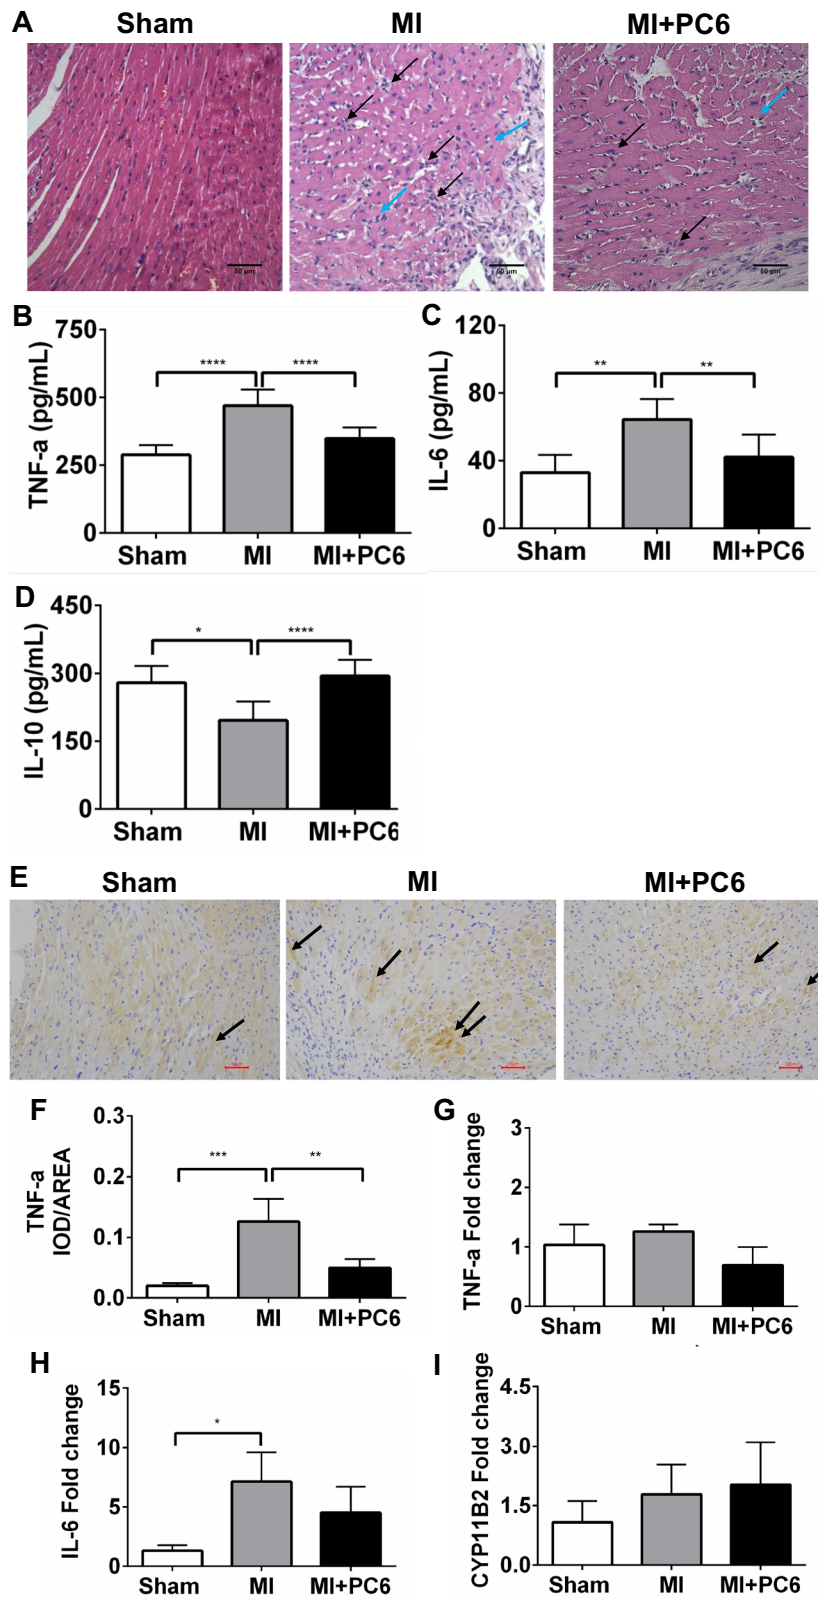 A
Sham
MI
MI+PC6
50 μm
50 μm
50 μm
B
750
500
250
0
TNF-a (pg/mL)
****
****
Sham
MI
MI+PC6
C
120
80
40
0
IL-6 (pg/mL)
**
**
Sham
MI
MI+PC6
D
450
300
150
0
IL-10 (pg/mL)
*
****
Sham
MI
MI+PC6
E
Sham
MI
MI+PC6
F
0.3
0.2
0.1
0.0
TNF-a
IOD/AREA
***
**
Sham
MI
MI+PC6
G
3
2
1
0
TNF-a Fold change
Sham
MI
MI+PC6
H
15
10
5
0
IL-6 Fold change
*
Sham
MI
MI+PC6
I
4.5
3.0
1.5
0.0
CYP11B2 Fold change
Sham
MI
MI+PC6